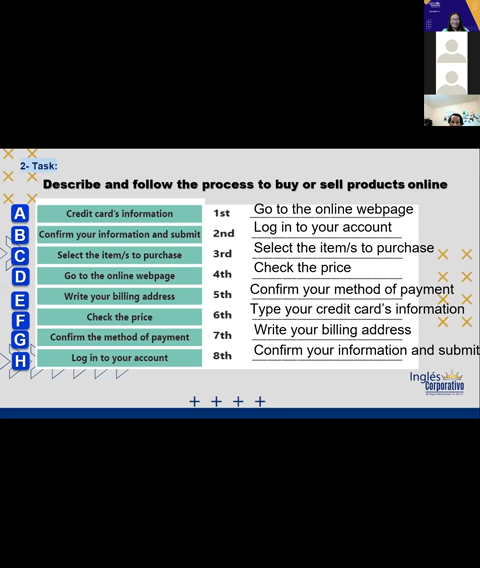 2- Task:
Describe and follow the process to buy or sell products online
A Credit card's information 1st Go to the online webpage
B Confirm your information and submit 2nd Log in to your account
C Select the item/s to purchase 3rd Select the item/s to purchase
D Go to the online webpage 4th Check the price
E Write your billing address 5th Confirm your method of payment
F Check the price 6th Type your credit card's information
G Confirm the method of payment 7th Write your billing address
H Log in to your account 8th Confirm your information and submit
Inglés
Corporativo